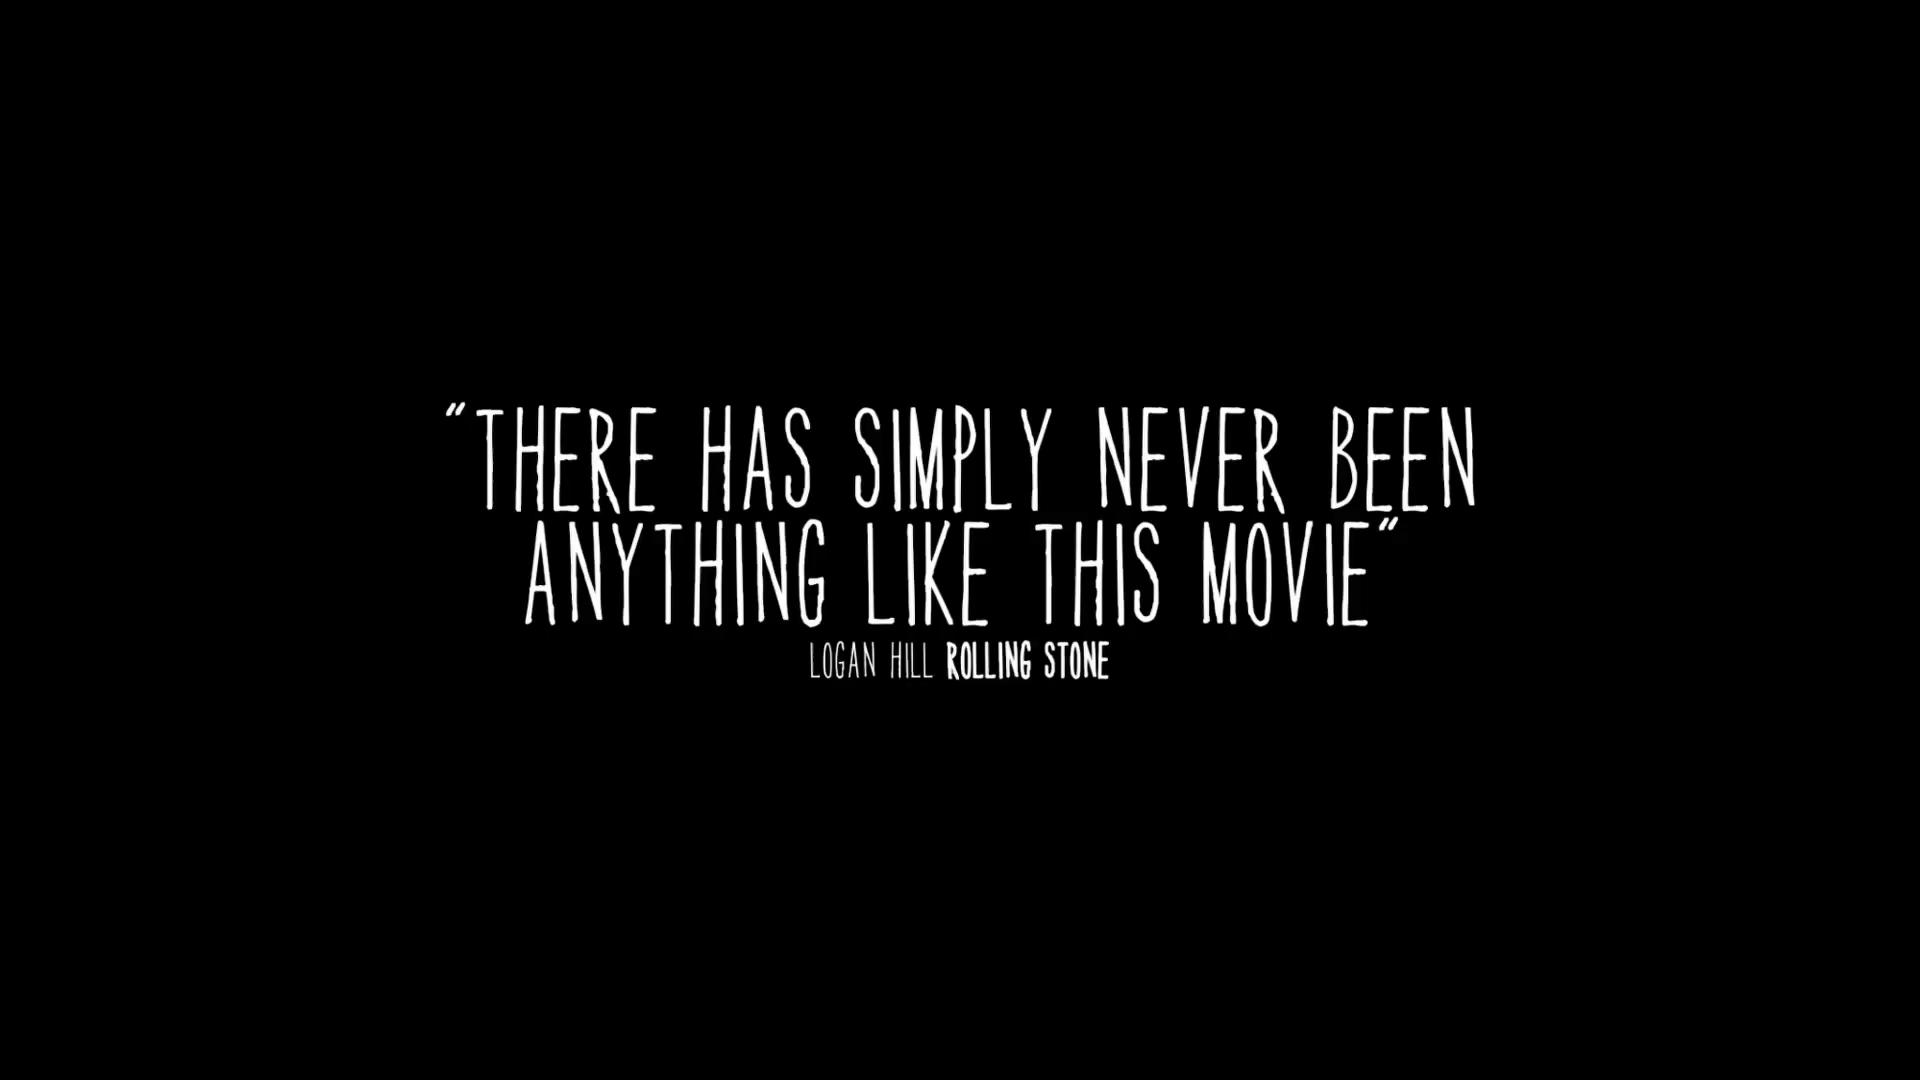 “THERE HAS SIMPLY NEVER BEEN
ANYTHING LIKE THIS MOVIE”
LOGAN HILL ROLLING STONE